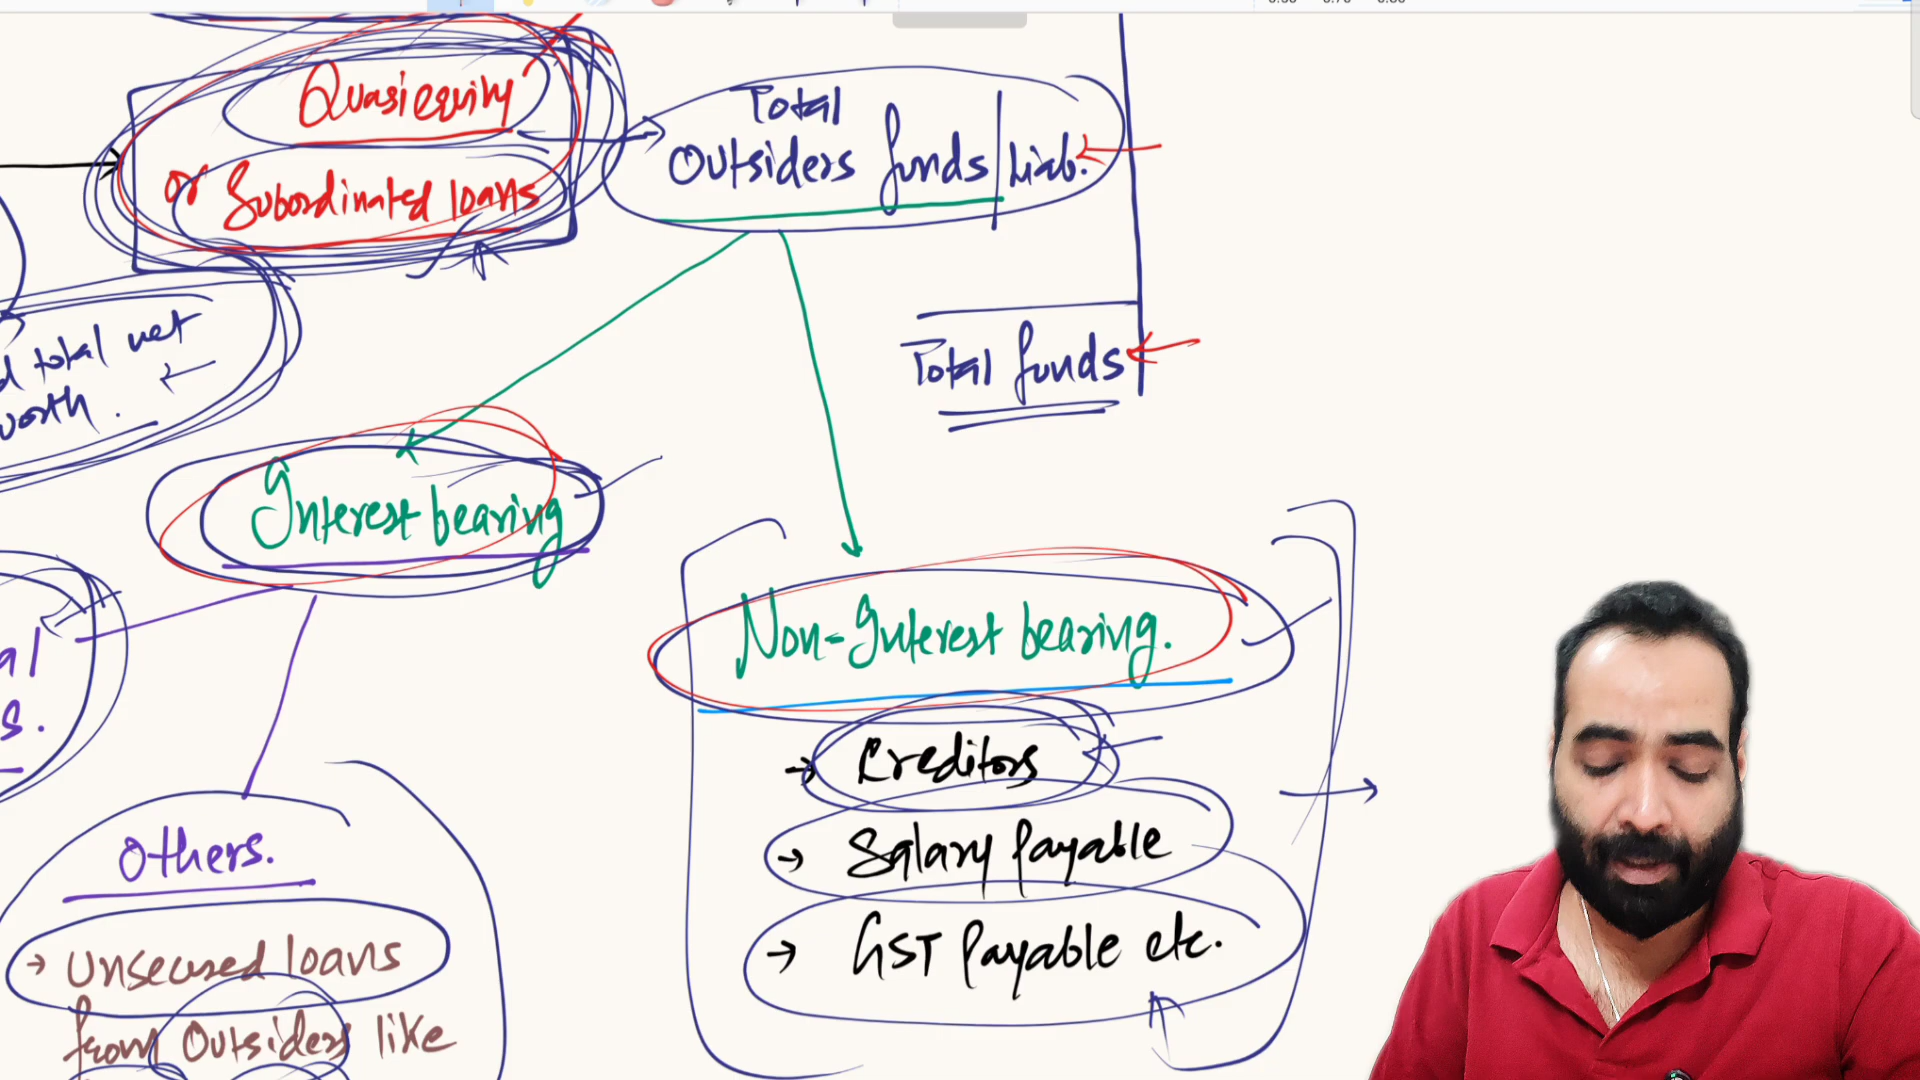 Quasi equity
or Subordinated loans
Total
Outsiders funds | Liab.
total net
worth.
Total funds
Interest bearing
Non-Interest bearing.
→ Creditors
→ Salary Payable
→ GST Payable etc.
Others.
→ Unsecured loans
from Outsiders like